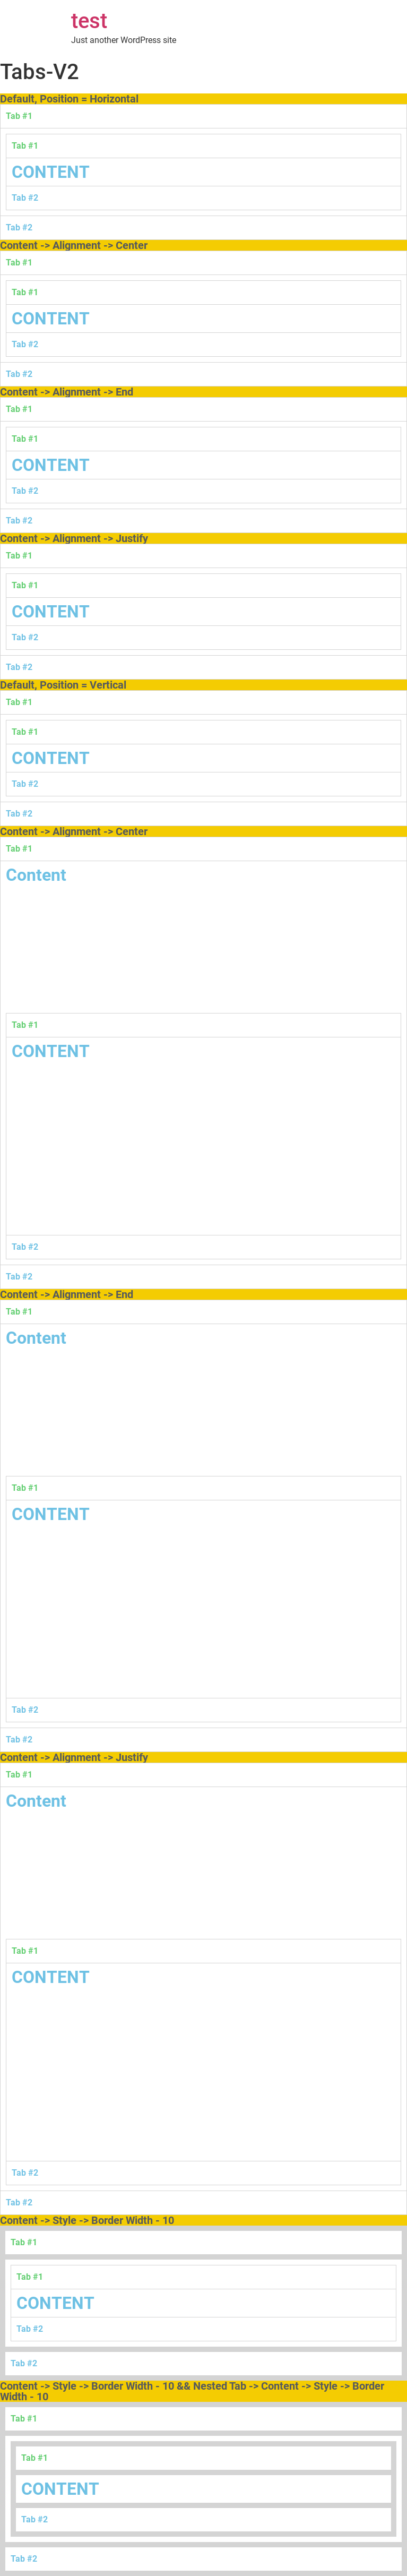 test
Just another WordPress site
Tabs-V2
Default, Position = Horizontal
Tab #1
Tab #1
CONTENT
Tab #2
Tab #2
Content -> Alignment -> Center
Tab #1
Tab #1
CONTENT
Tab #2
Tab #2
Content -> Alignment -> End
Tab #1
Tab #1
CONTENT
Tab #2
Tab #2
Content -> Alignment -> Justify
Tab #1
Tab #1
CONTENT
Tab #2
Tab #2
Default, Position = Vertical
Tab #1
Tab #1
CONTENT
Tab #2
Tab #2
Content -> Alignment -> Center
Tab #1
Content
Tab #1
CONTENT
Tab #2
Tab #2
Content -> Alignment -> End
Tab #1
Content
Tab #1
CONTENT
Tab #2
Tab #2
Content -> Alignment -> Justify
Tab #1
Content
Tab #1
CONTENT
Tab #2
Tab #2
Content -> Style -> Border Width - 10
Tab #1
Tab #1
CONTENT
Tab #2
Tab #2
Content -> Style -> Border Width - 10 && Nested Tab -> Content -> Style -> Border
Width - 10
Tab #1
Tab #1
CONTENT
Tab #2
Tab #2